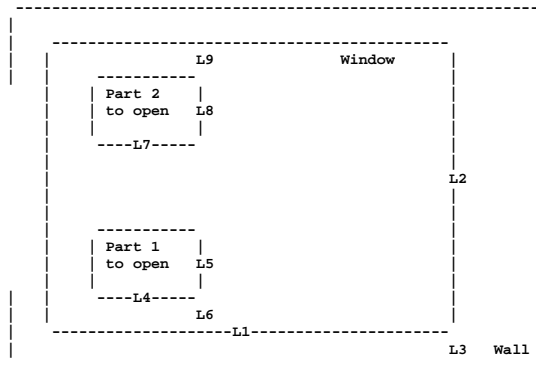 L9 Window
Part 2
to open L8
L7
L2
Part 1
to open L5
L4
L6
L1
L3 Wall